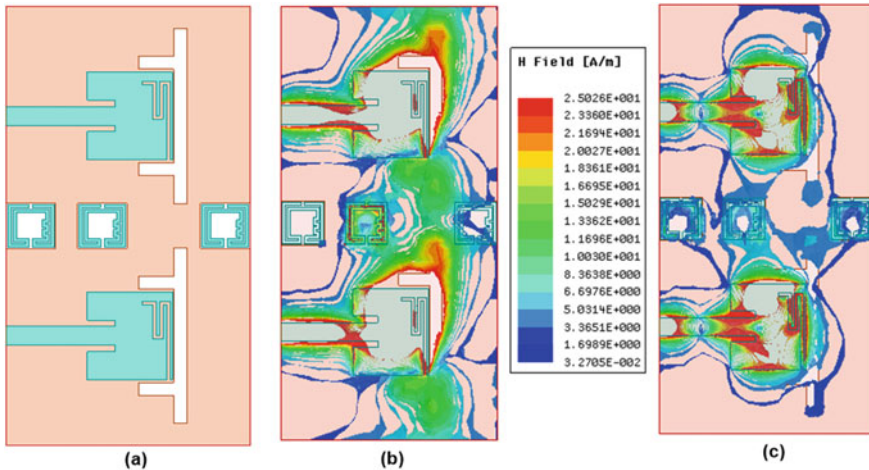 H Field [A/m]
2.5026E+001
2.3360E+001
2.1694E+001
2.0027E+001
1.8361E+001
1.6695E+001
1.5029E+001
1.3362E+001
1.1696E+001
1.0030E+001
8.3638E+000
6.6976E+000
5.0314E+000
3.3651E+000
1.6989E+000
3.2705E-002
(a)
(b)
(c)